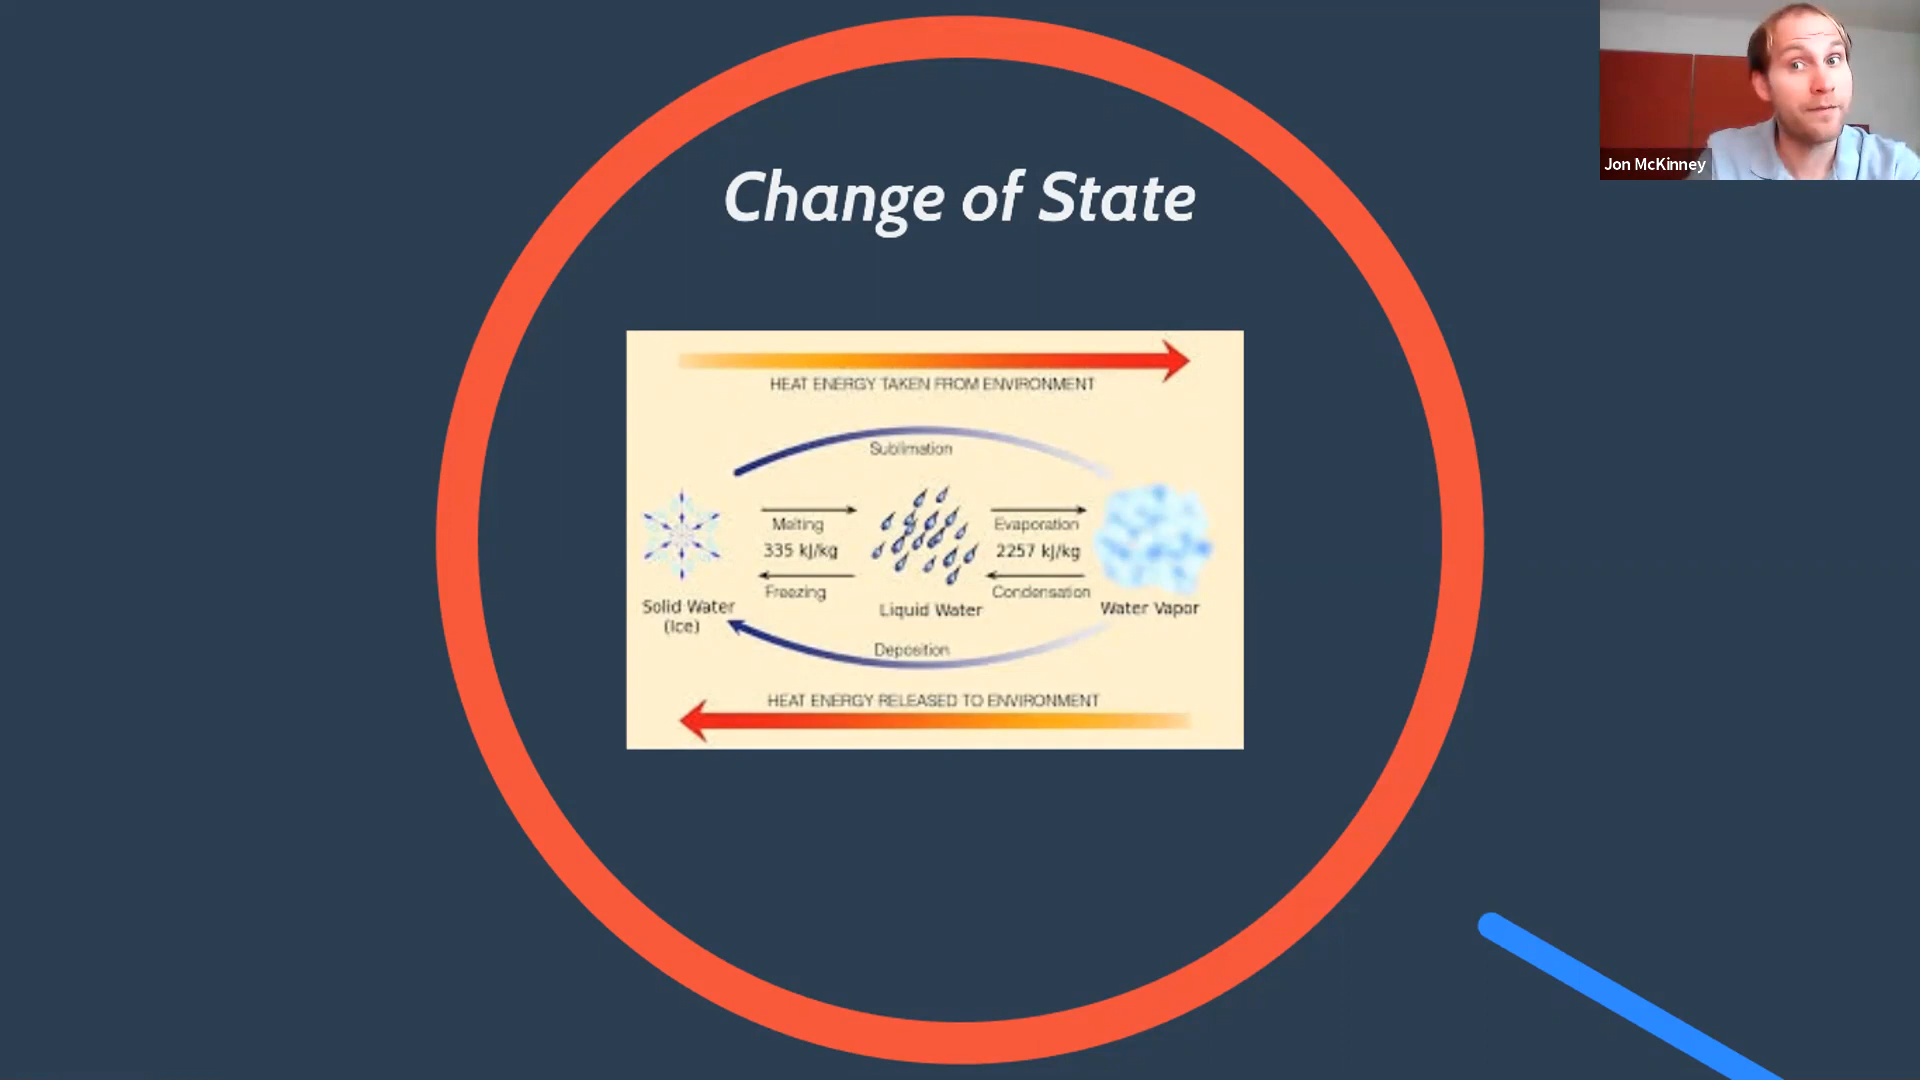 Change of State
Jon McKinney
HEAT ENERGY TAKEN FROM ENVIRONMENT
Sublimation
Melting
335 kJ/kg
Freezing
Evaporation
2257 kJ/kg
Condensation
Solid Water
(Ice)
Liquid Water
Water Vapor
Deposition
HEAT ENERGY RELEASED TO ENVIRONMENT